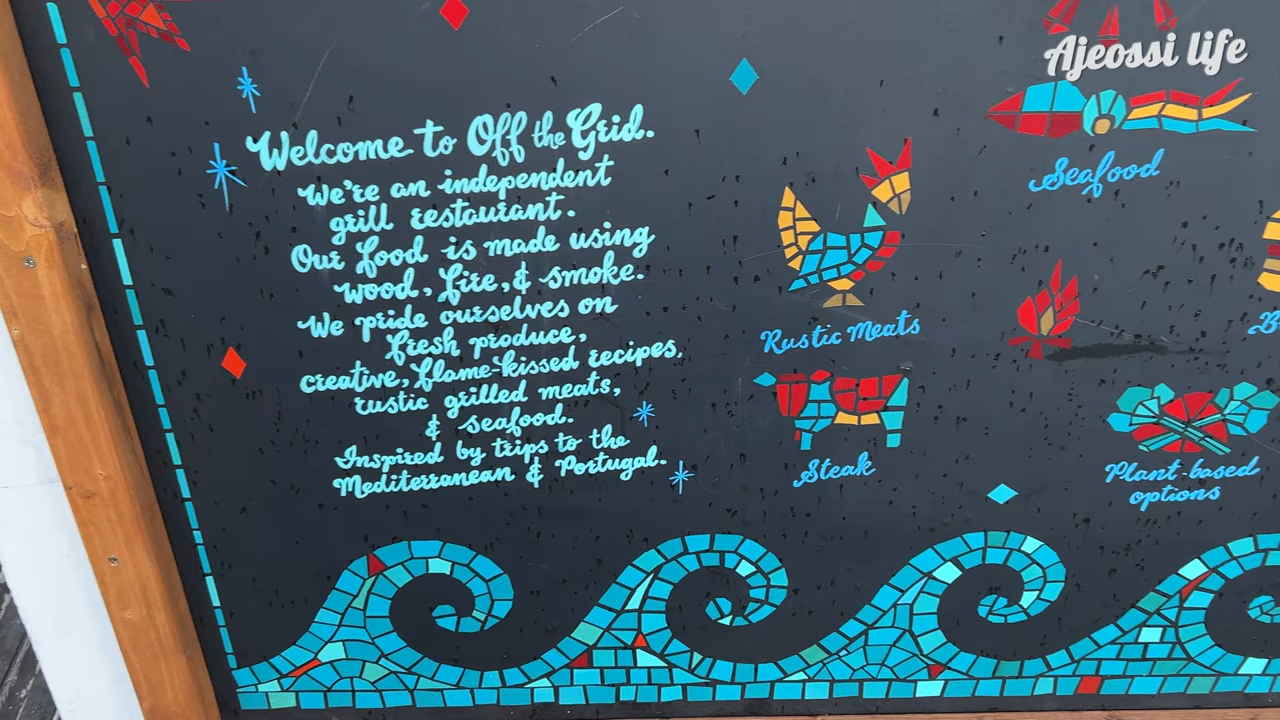 Ajeossi life
Welcome to Off the Grid.
We're an independent
grill restaurant.
Our food is made using
wood, fire, & smoke.
We pride ourselves on
fresh produce,
creative, flame-kissed recipes,
rustic grilled meats,
& seafood.
Inspired by trips to the
Mediterranean & Portugal.
Seafood
Rustic Meats
Steak
Plant-based
options